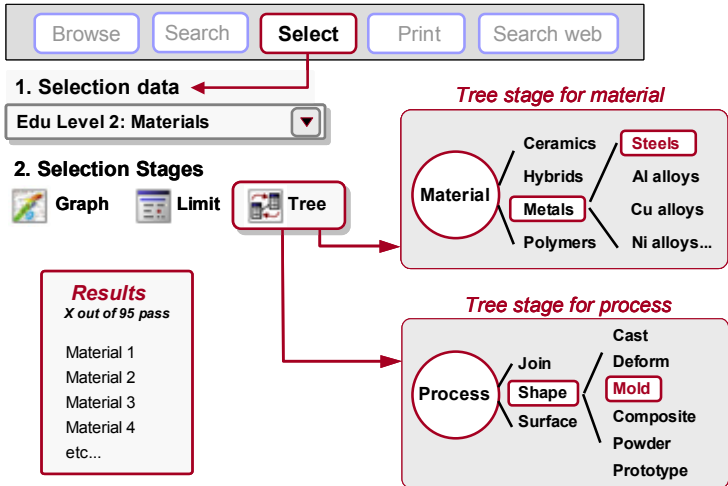 Browse
Search
Select
Print
Search web
1. Selection data
Edu Level 2: Materials
2. Selection Stages
Graph
Limit
Tree
Results
X out of 95 pass
Material 1
Material 2
Material 3
Material 4
etc...
Tree stage for material
Material
Ceramics
Hybrids
Metals
Polymers
Steels
Al alloys
Cu alloys
Ni alloys...
Tree stage for process
Process
Join
Shape
Surface
Cast
Deform
Mold
Composite
Powder
Prototype